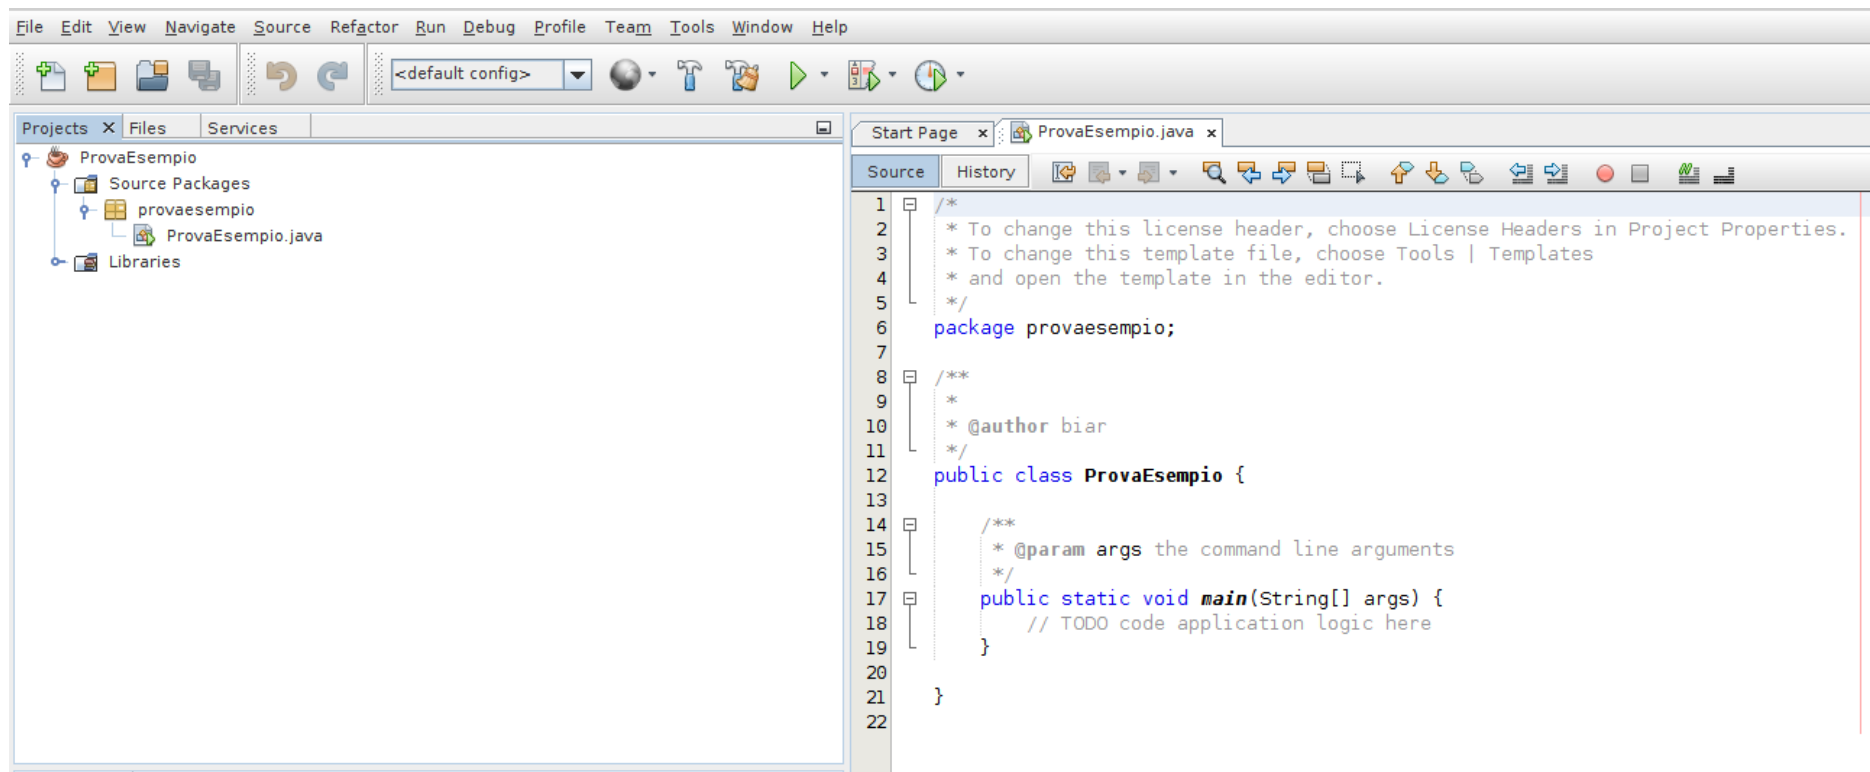 File Edit View Navigate Source Refactor Run Debug Profile Team Tools Window Help
<default config>
Projects Files Services
ProvaEsempio
Source Packages
provaesempio
ProvaEsempio.java
Libraries
Start Page ProvaEsempio.java
Source History
1 /*
2 * To change this license header, choose License Headers in Project Properties.
3 * To change this template file, choose Tools | Templates
4 * and open the template in the editor.
5 */
6 package provaesempio;
7
8 /**
9 *
10 * @author biar
11 */
12 public class ProvaEsempio {
13
14 /**
15 * @param args the command line arguments
16 */
17 public static void main(String[] args) {
18 // TODO code application logic here
19 }
20
21 }
22